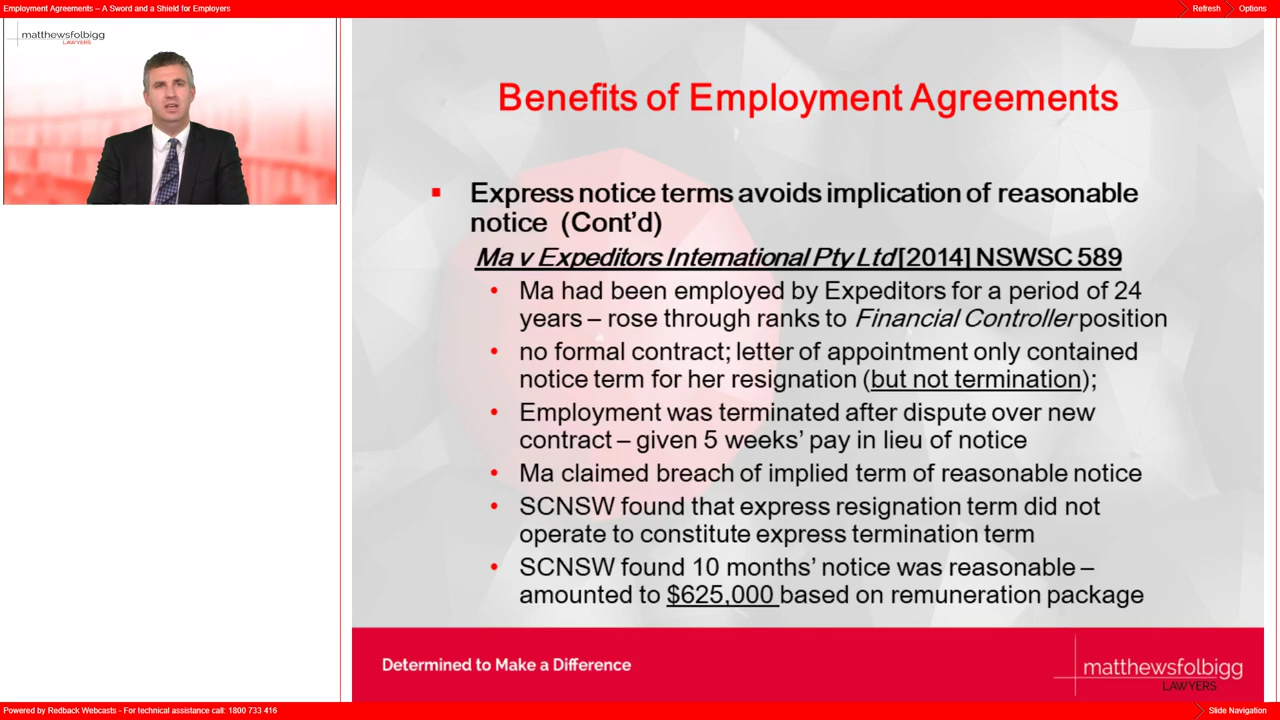 Employment Agreements – A Sword and a Shield for Employers
Refresh
Options
matthewsfolbigg
LAWYERS
Benefits of Employment Agreements
Express notice terms avoids implication of reasonable
notice (Cont'd)
Ma v Expeditors International Pty Ltd [2014] NSWSC 589
• Ma had been employed by Expeditors for a period of 24
years – rose through ranks to Financial Controller position
• no formal contract; letter of appointment only contained
notice term for her resignation (but not termination);
• Employment was terminated after dispute over new
contract – given 5 weeks' pay in lieu of notice
• Ma claimed breach of implied term of reasonable notice
• SCNSW found that express resignation term did not
operate to constitute express termination term
• SCNSW found 10 months' notice was reasonable –
amounted to $625,000 based on remuneration package
Determined to Make a Difference
matthewsfolbigg
LAWYERS
Powered by Redback Webcasts - For technical assistance call: 1800 733 416
Slide Navigation